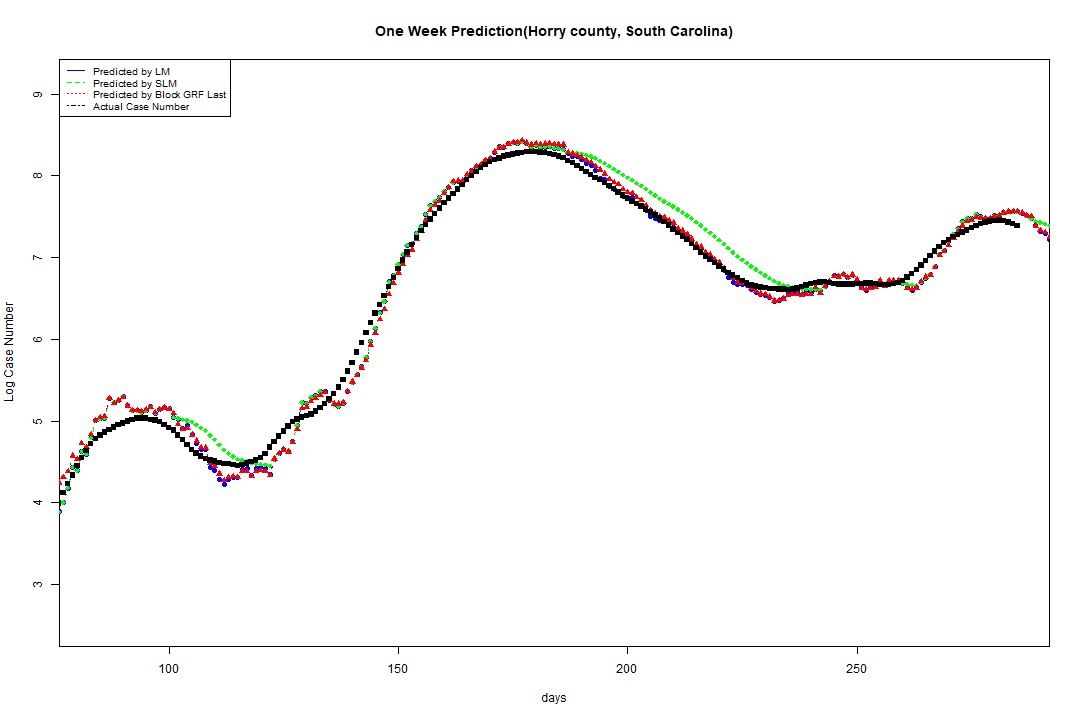 One Week Prediction(Horry county, South Carolina)
Predicted by LM
Predicted by SLM
Predicted by Block GRF Last
Actual Case Number
9
8
7
6
5
4
3
Log Case Number
100 150 200 250
days